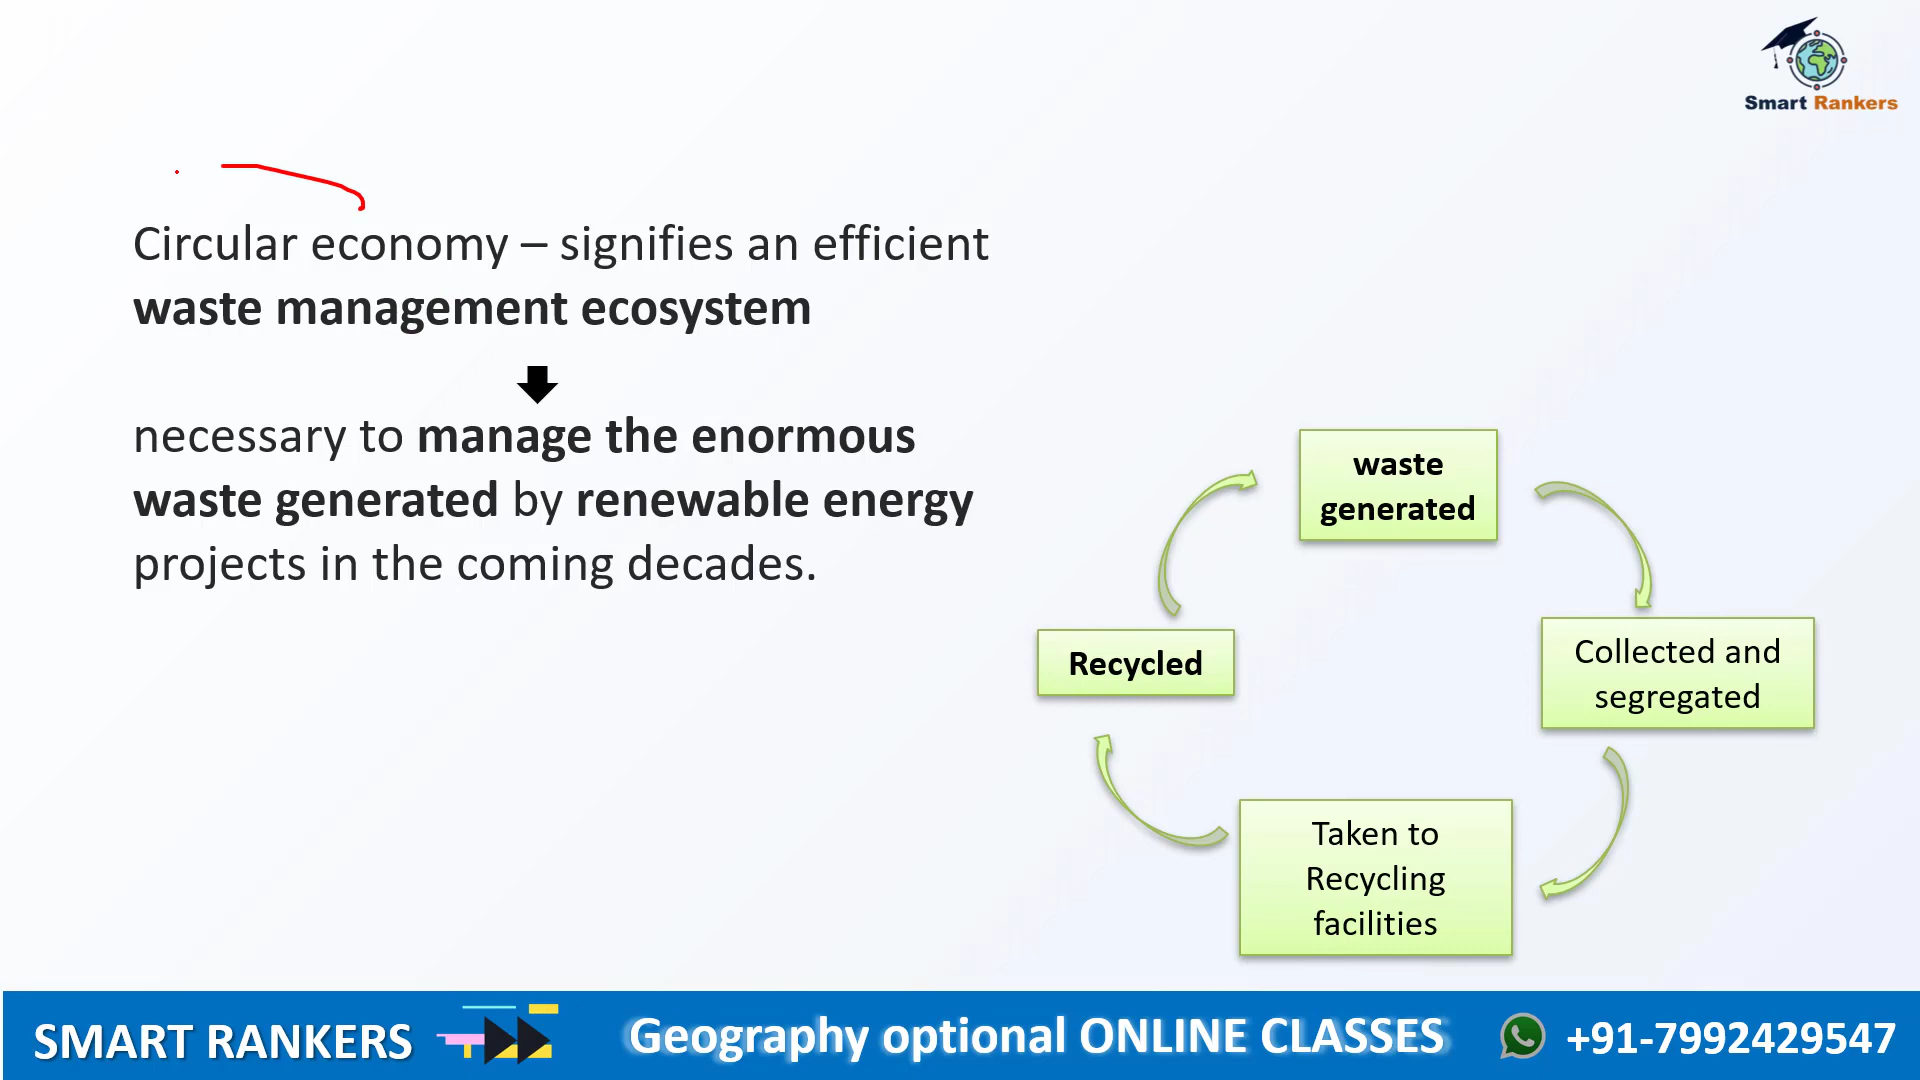 Smart Rankers
Circular economy – signifies an efficient
waste management ecosystem
necessary to manage the enormous
waste generated by renewable energy
projects in the coming decades.
waste
generated
Collected and
segregated
Taken to
Recycling
facilities
Recycled
SMART RANKERS
Geography optional ONLINE CLASSES
+91-7992429547